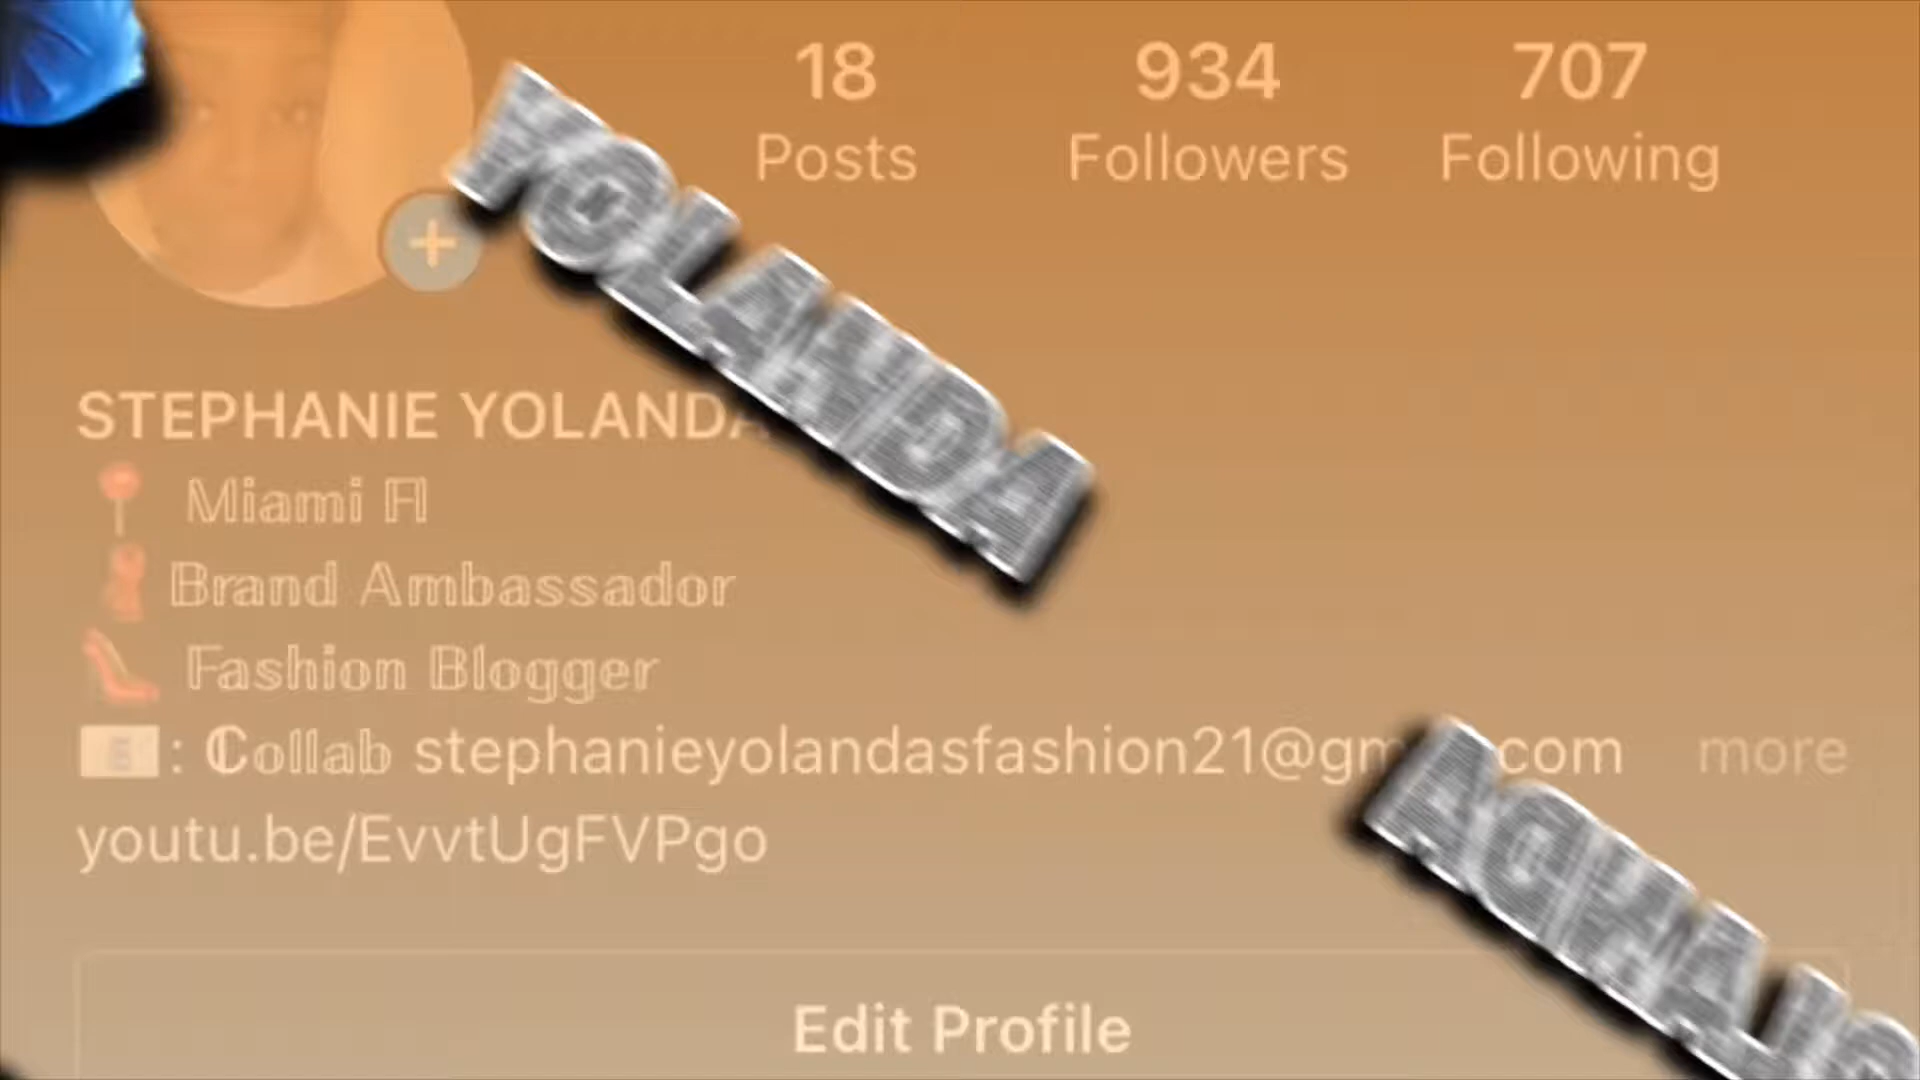 18 934 707
Posts Followers Following
YOLANDA
STEPHANIE YOLANDA
Miami Fl
Brand Ambassador
Fashion Blogger
: Collab stephanieyolandasfashion21@gm com more
youtu.be/EvvtUgFVPgo
Edit Profile